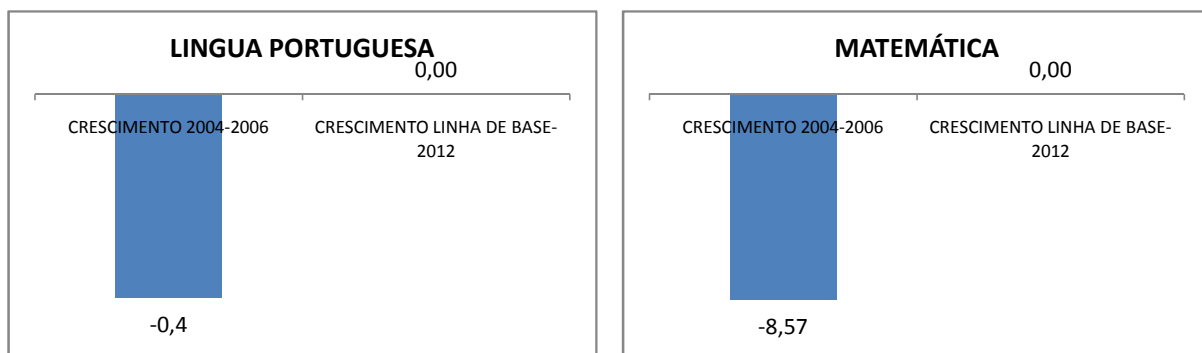 LINGUA PORTUGUESA
0,00
CRESCIMENTO 2004-2006
CRESCIMENTO LINHA DE BASE-
2012
-0,4
MATEMÁTICA
0,00
CRESCIMENTO 2004-2006
CRESCIMENTO LINHA DE BASE-
2012
-8,57